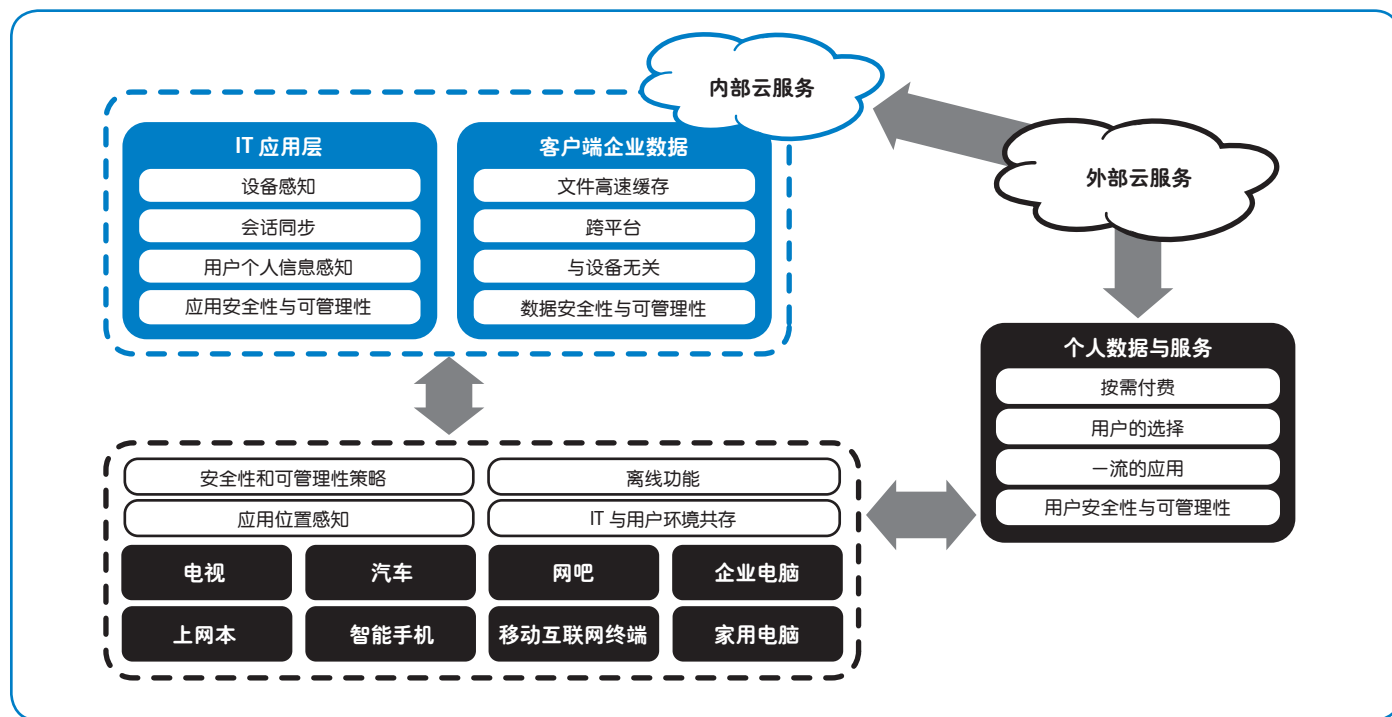 内部云服务
外部云服务
IT 应用层
设备感知
会话同步
用户个人信息感知
应用安全性与可管理性
客户端企业数据
文件高速缓存
跨平台
与设备无关
数据安全性与可管理性
个人数据与服务
按需付费
用户的选择
一流的应用
用户安全性与可管理性
安全性和可管理性策略
离线功能
应用位置感知
IT 与用户环境共存
电视
汽车
网吧
企业电脑
上网本
智能手机
移动互联网终端
家用电脑